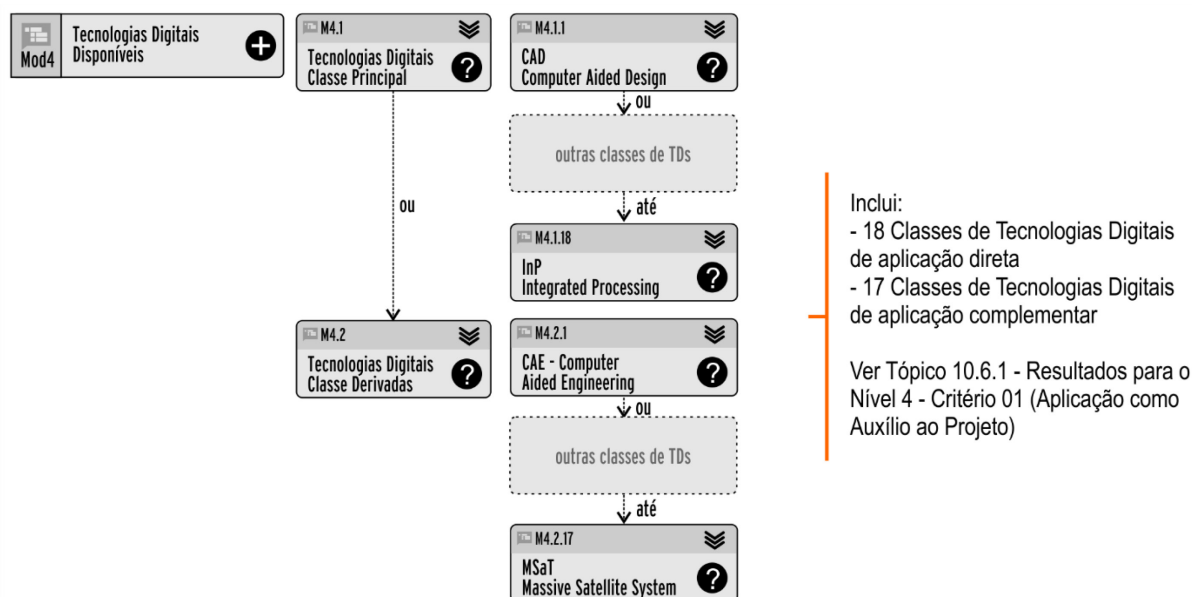 Mod4
Tecnologias Digitais
Disponíveis
M4.1
Tecnologias Digitais
Classe Principal
?
M4.1.1
CAD
Computer Aided Design
?
ou
outras classes de TDs
até
ou
M4.1.18
InP
Integrated Processing
?
M4.2
Tecnologias Digitais
Classe Derivadas
?
M4.2.1
CAE - Computer
Aided Engineering
?
ou
outras classes de TDs
até
M4.2.17
MSaT
Massive Satellite System
?
Inclui:
- 18 Classes de Tecnologias Digitais
de aplicação direta
- 17 Classes de Tecnologias Digitais
de aplicação complementar
Ver Tópico 10.6.1 - Resultados para o
Nível 4 - Critério 01 (Aplicação como
Auxílio ao Projeto)